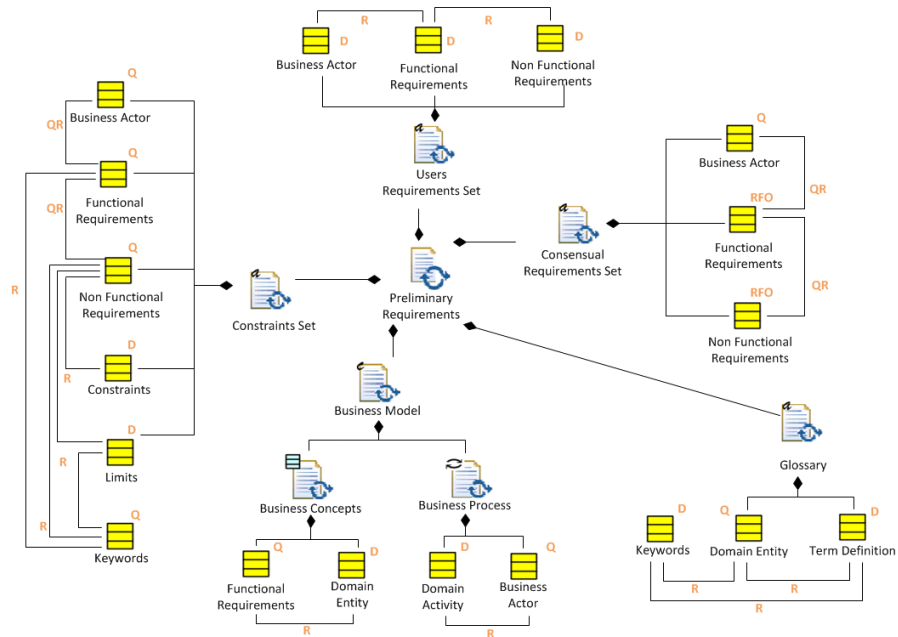 R
R
D
D
D
Business Actor
Functional
Requirements
Non Functional
Requirements
Q
Business Actor
QR
Q
Functional
Requirements
QR
Q
Non Functional
Requirements
R
D
R
Constraints
D
Limits
R
Q
R
Keywords
a
Users
Requirements Set
a
Constraints Set
Preliminary
Requirements
a
Consensual
Requirements Set
Q
Business Actor
QR
RFO
Functional
Requirements
QR
RFO
Non Functional
Requirements
Business Model
Business Concepts
Business Process
Q
Functional
Requirements
D
Domain
Entity
R
D
Domain
Activity
Q
Business
Actor
R
a
Glossary
D
Keywords
Q
Domain Entity
D
Term Definition
R
R
R